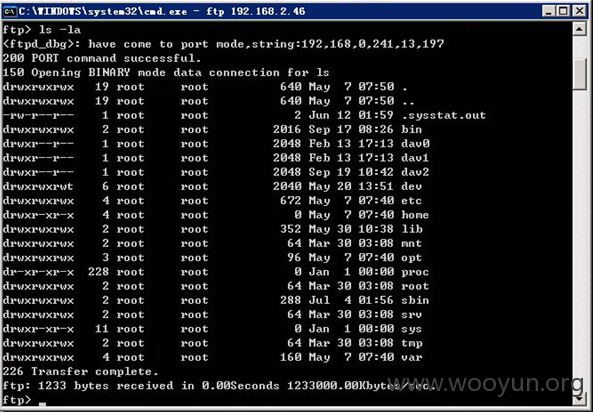 C:\WINDOWS\system32\cmd.exe - ftp 192.168.2.46
ftp> ls -la
<ftpd_dbg>: have come to port mode,string:192,168,0,241,13,197
200 PORT command successful.
150 Opening BINARY mode data connection for ls
drwxrwxrwx 19 root root 640 May 7 07:50 .
drwxrwxrwx 19 root root 640 May 7 07:50 ..
-rw-r--r-- 1 root root 2 Jun 12 01:59 .sysstat.out
drwxrwxrwx 2 root root 2016 Sep 17 08:26 bin
drwxr-xr-x 1 root root 2048 Feb 13 17:13 dav0
drwxr-xr-x 1 root root 2048 Feb 13 17:13 dav1
drwxr-xr-x 1 root root 2048 Sep 19 10:42 dav2
drwxrwxrwt 6 root root 2040 May 20 13:51 dev
drwxrwxrwx 4 root root 672 May 7 07:40 etc
drwxr-xr-x 4 root root 0 May 7 07:40 home
drwxrwxrwx 2 root root 352 May 30 10:38 lib
drwxrwxrwx 2 root root 64 Mar 30 03:08 mnt
drwxrwxrwx 3 root root 96 May 7 07:40 opt
dr-xr-xr-x 228 root root 0 Jan 1 00:00 proc
drwxrwxrwx 2 root root 64 Mar 30 03:08 root
drwxrwxrwx 2 root root 288 Jul 4 01:56 sbin
drwxrwxrwx 2 root root 64 Mar 30 03:08 srv
drwxr-xr-x 11 root root 0 Jan 1 00:00 sys
drwxrwxrwx 2 root root 64 Mar 30 03:08 tmp
drwxrwxrwx 4 root root 160 May 7 07:40 var
226 Transfer complete.
ftp: 1233 bytes received in 0.00Seconds 1233000.00Kbytes/sec.
ftp>
www.wooyun.org